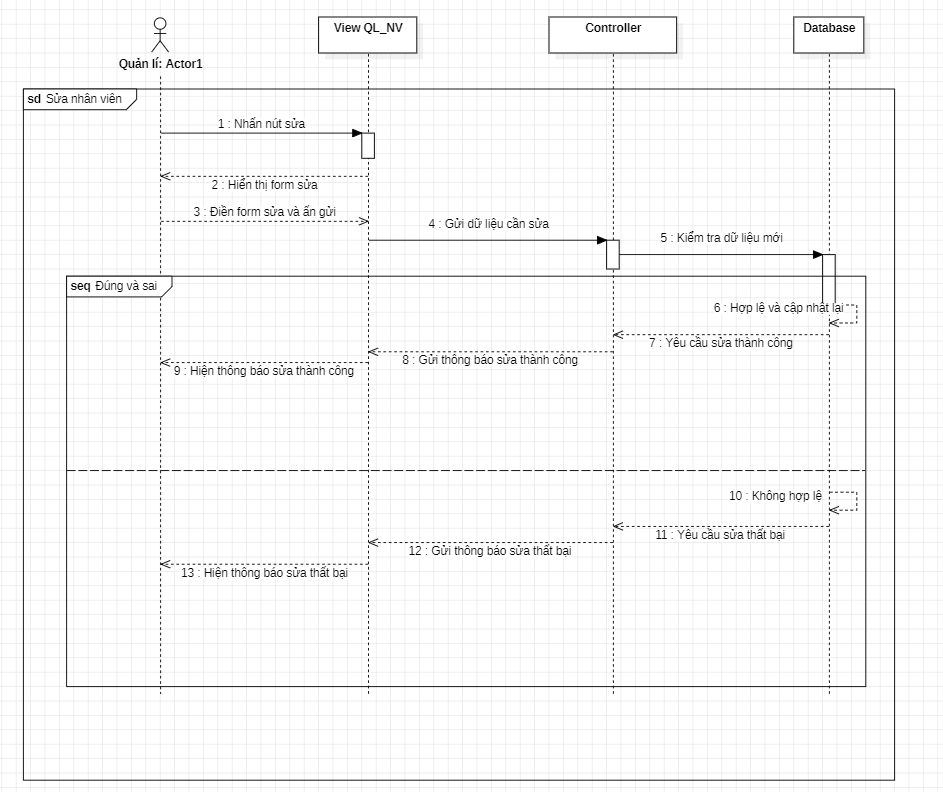 View QL_NV
Controller
Database
Quản lí: Actor1
sd Sửa nhân viên
1 : Nhấn nút sửa
2 : Hiển thị form sửa
3 : Điền form sửa và ấn gửi
4 : Gửi dữ liệu cần sửa
5 : Kiểm tra dữ liệu mới
seq Đúng và sai
6 : Hợp lệ và cập nhật lại
7 : Yêu cầu sửa thành công
8 : Gửi thông báo sửa thành công
9 : Hiện thông báo sửa thành công
10 : Không hợp lệ
11 : Yêu cầu sửa thất bại
12 : Gửi thông báo sửa thất bại
13 : Hiện thông báo sửa thất bại